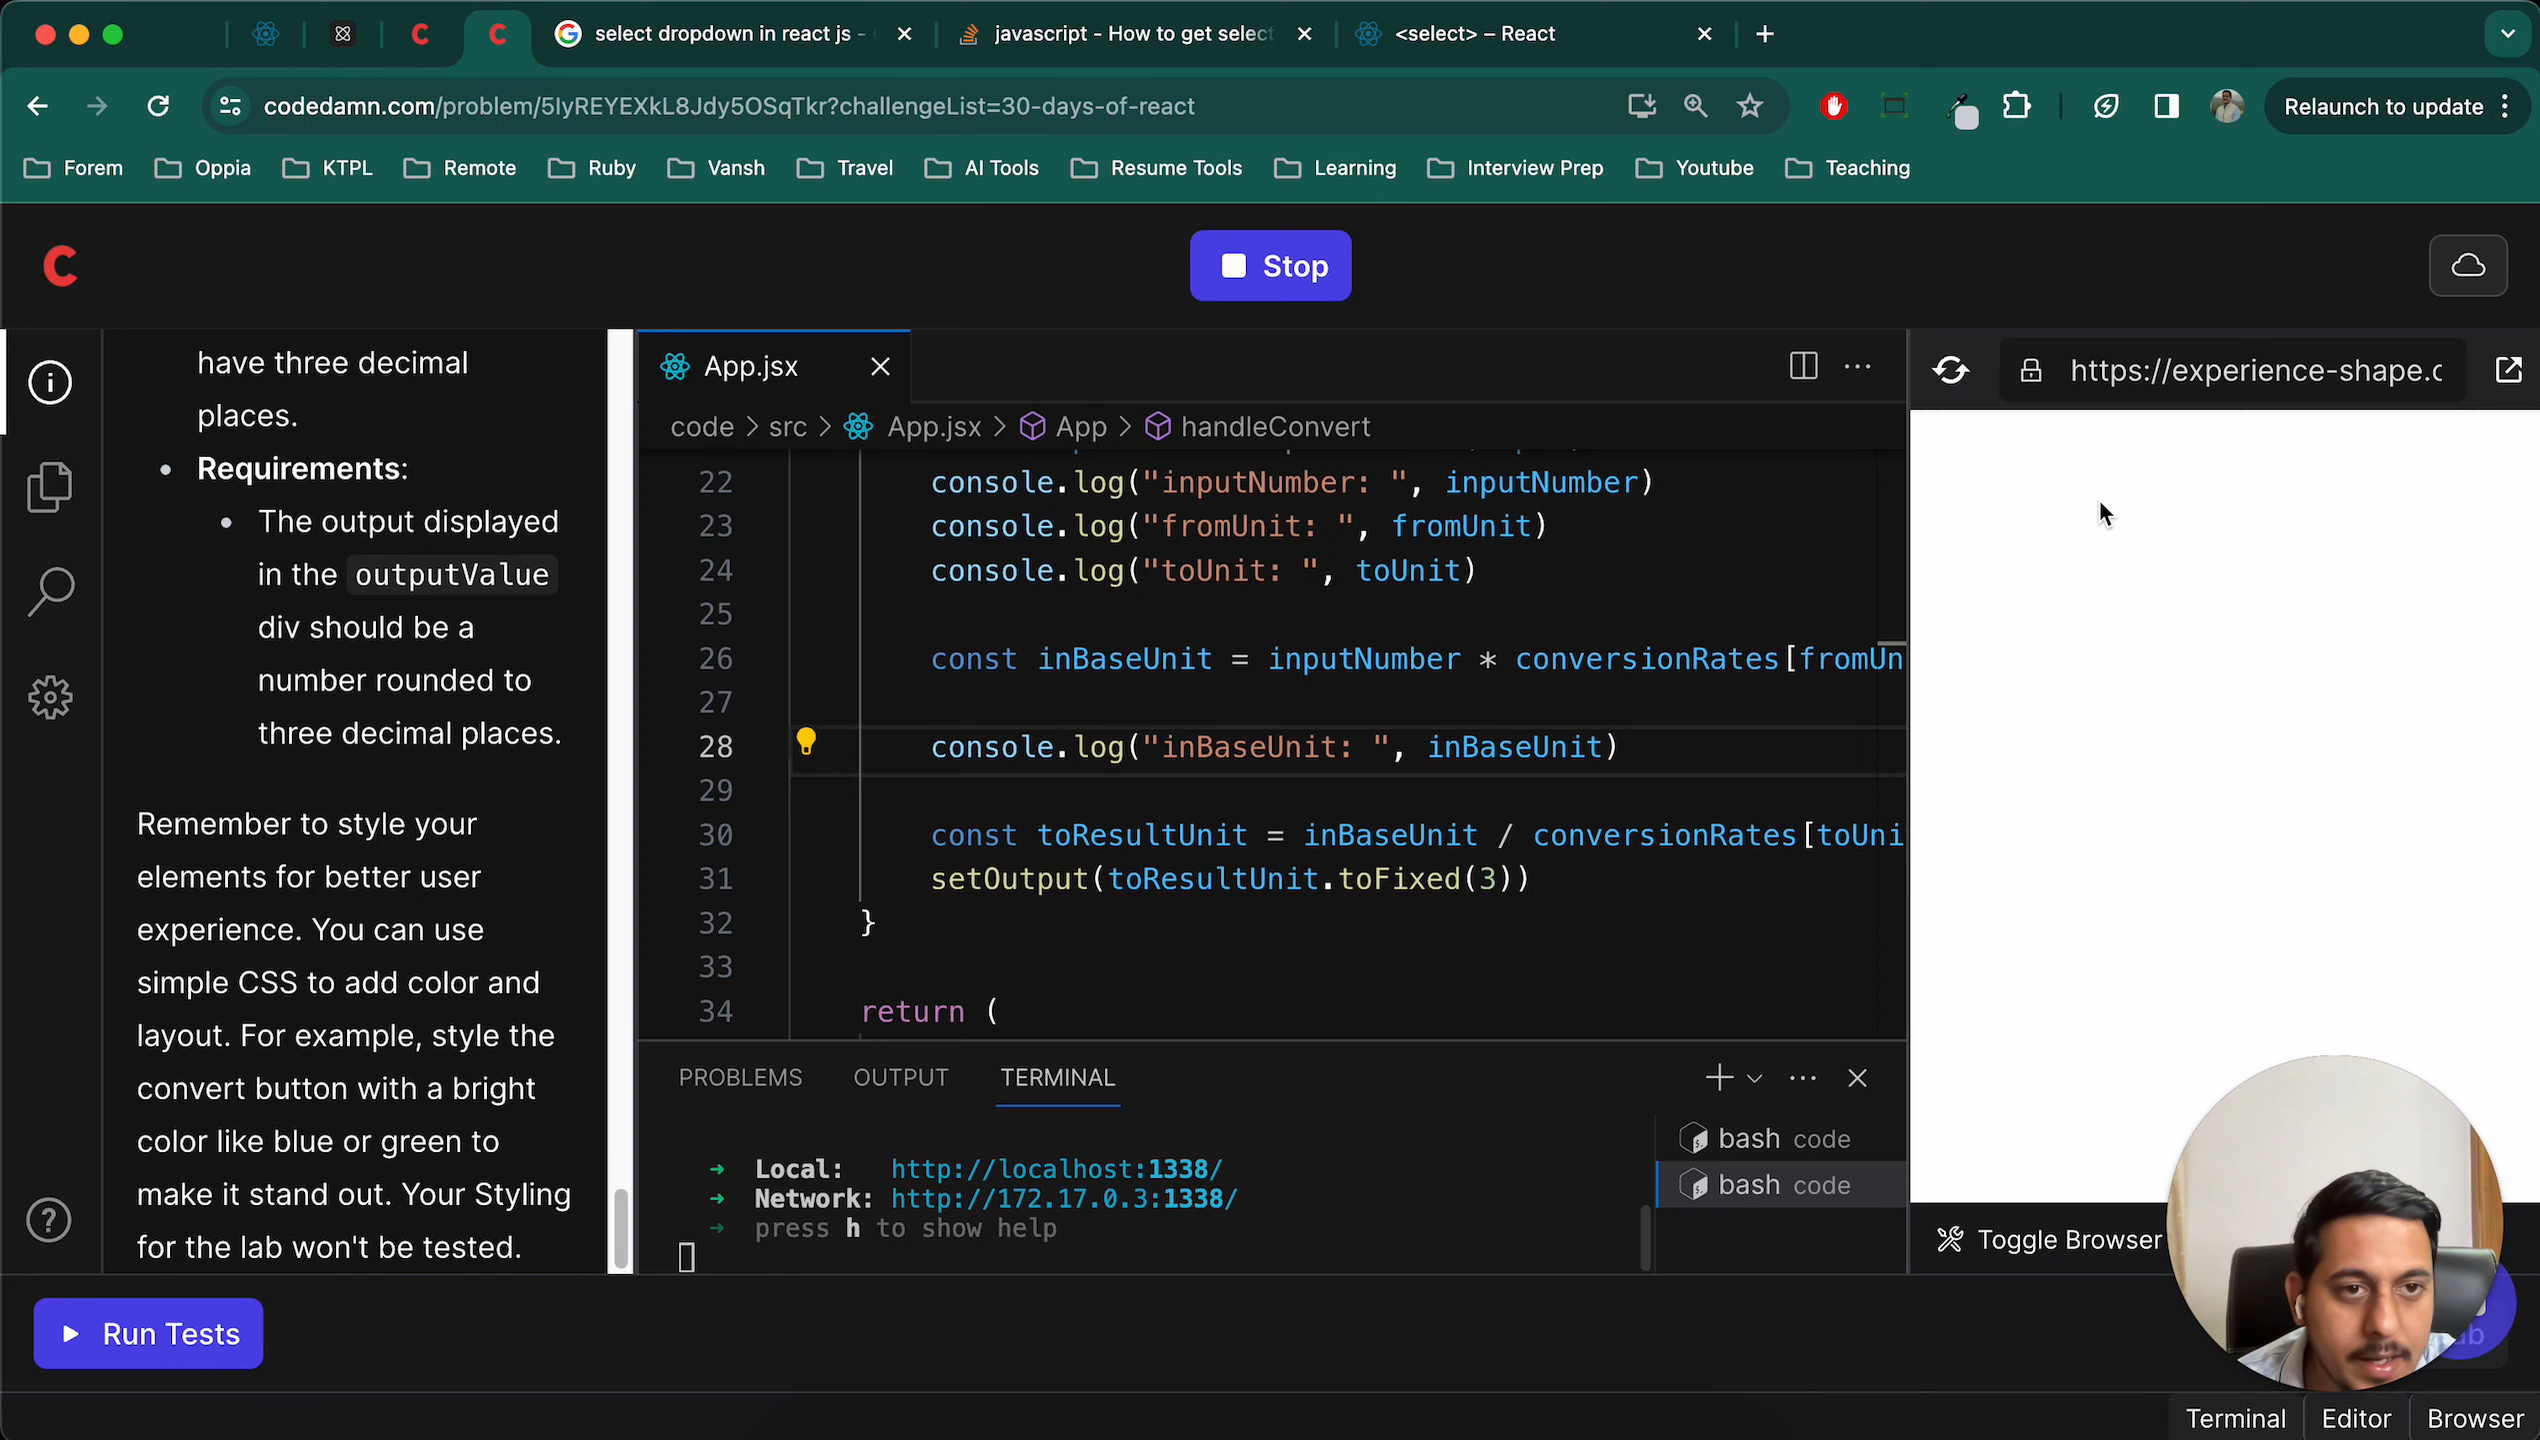 select dropdown in react js -
javascript - How to get select
<select> – React
codedamn.com/problem/5IyREYEXkL8Jdy5OSqTkr?challengeList=30-days-of-react
Relaunch to update
Forem
Oppia
KTPL
Remote
Ruby
Vansh
Travel
AI Tools
Resume Tools
Learning
Interview Prep
Youtube
Teaching
Stop
have three decimal
places.
Requirements:
The output displayed
in the outputValue
div should be a
number rounded to
three decimal places.
Remember to style your
elements for better user
experience. You can use
simple CSS to add color and
layout. For example, style the
convert button with a bright
color like blue or green to
make it stand out. Your Styling
for the lab won't be tested.
Run Tests
App.jsx
code > src > App.jsx > App > handleConvert
22 console.log("inputNumber: ", inputNumber)
23 console.log("fromUnit: ", fromUnit)
24 console.log("toUnit: ", toUnit)
25
26 const inBaseUnit = inputNumber * conversionRates[fromUn
27
28 console.log("inBaseUnit: ", inBaseUnit)
29
30 const toResultUnit = inBaseUnit / conversionRates[toUni
31 setOutput(toResultUnit.toFixed(3))
32 }
33
34 return (
PROBLEMS
OUTPUT
TERMINAL
➜ Local: http://localhost:1338/
➜ Network: http://172.17.0.3:1338/
➜ press h to show help
bash code
bash code
https://experience-shape.c
Toggle Browser
Terminal
Editor
Browser